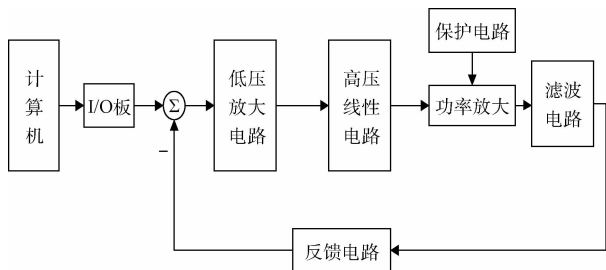 保护电路
计
算
机
I/O板
Σ
低压
放大
电路
高压
线性
电路
功率放大
滤波
电路
−
反馈电路